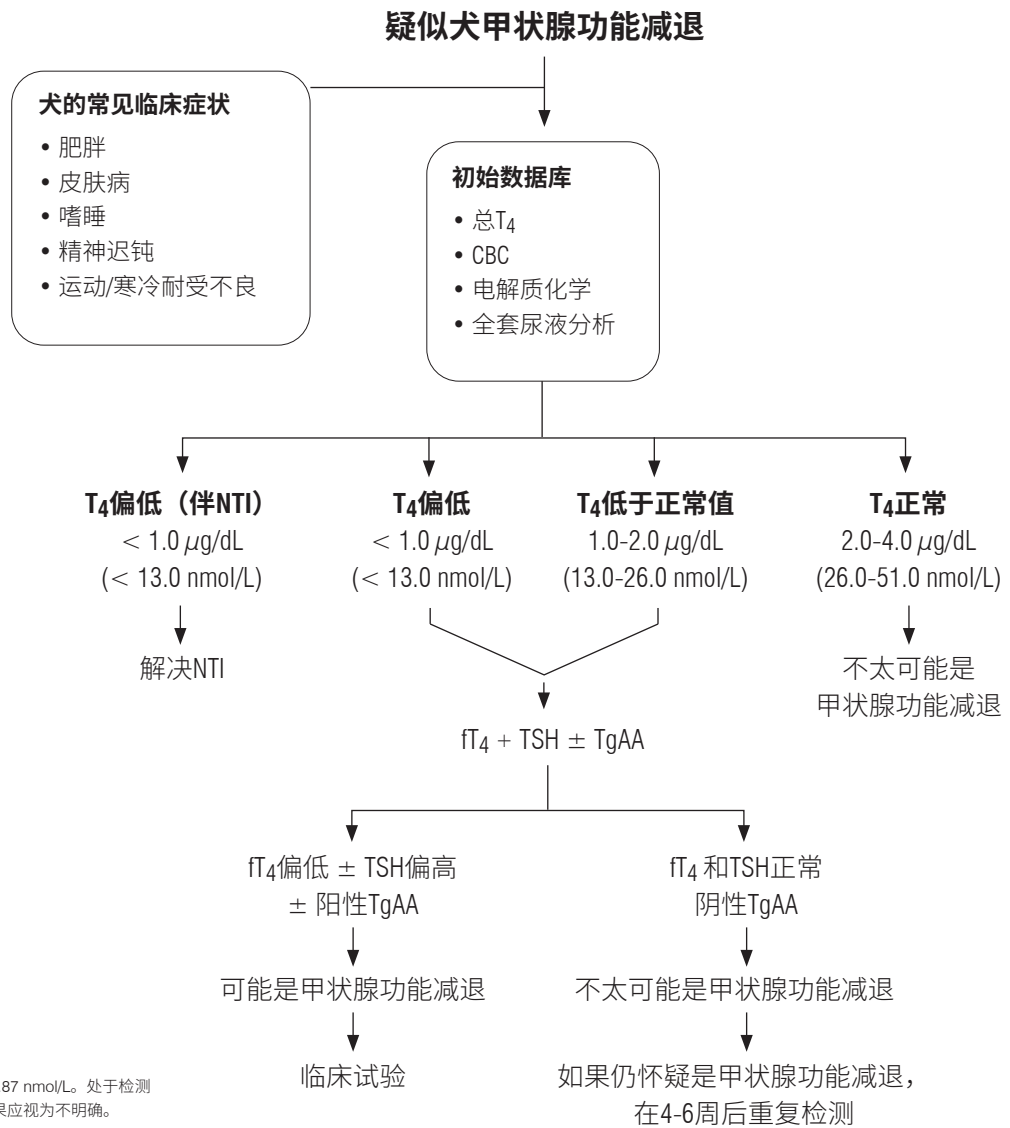 疑似犬甲状腺功能减退
犬的常见临床症状
• 肥胖
• 皮肤病
• 嗜睡
• 精神迟钝
• 运动/寒冷耐受不良
初始数据库
• 总T4
• CBC
• 电解质化学
• 全套尿液分析
T4偏低（伴NTI）
< 1.0 µg/dL
(< 13.0 nmol/L)
解决NTI
T4偏低
< 1.0 µg/dL
(< 13.0 nmol/L)
T4低于正常值
1.0-2.0 µg/dL
(13.0-26.0 nmol/L)
T4正常
2.0-4.0 µg/dL
(26.0-51.0 nmol/L)
不太可能是
甲状腺功能减退
fT4 + TSH ± TgAA
fT4偏低 ± TSH偏高
± 阳性TgAA
可能是甲状腺功能减退
临床试验
fT4 和TSH正常
阴性TgAA
不太可能是甲状腺功能减退
如果仍怀疑是甲状腺功能减退，
在4-6周后重复检测
.87 nmol/L。处于检测
果应视为不明确。